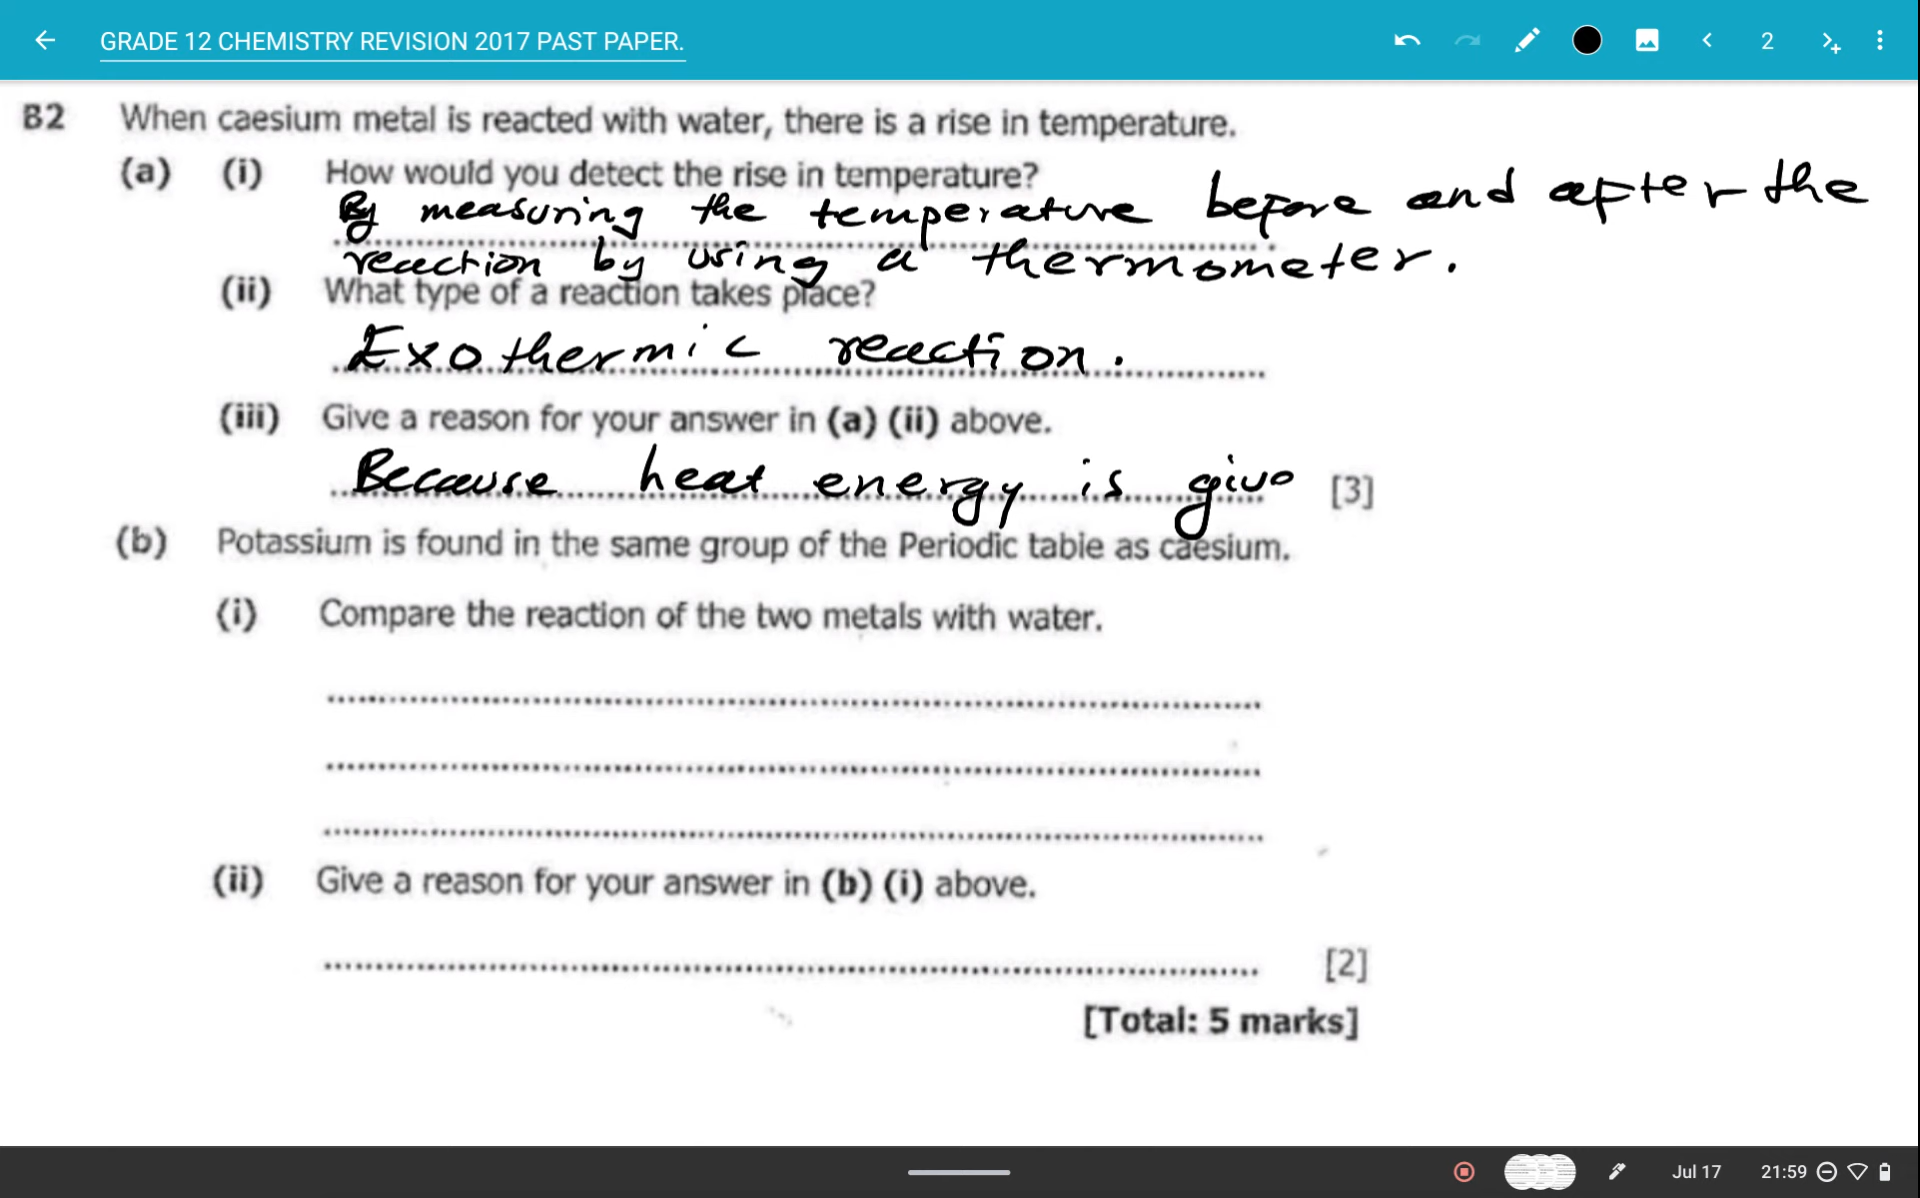 GRADE 12 CHEMISTRY REVISION 2017 PAST PAPER.
2
B2 When caesium metal is reacted with water, there is a rise in temperature.
(a) (i) How would you detect the rise in temperature?
By measuring the temperature before and after the
reaction by using a thermometer.
(ii) What type of a reaction takes place?
Exothermic reaction.
(iii) Give a reason for your answer in (a) (ii) above.
Because heat energy is give [3]
(b) Potassium is found in the same group of the Periodic table as caesium.
(i) Compare the reaction of the two metals with water.
(ii) Give a reason for your answer in (b) (i) above.
[2]
[Total: 5 marks]
Jul 17 21:59